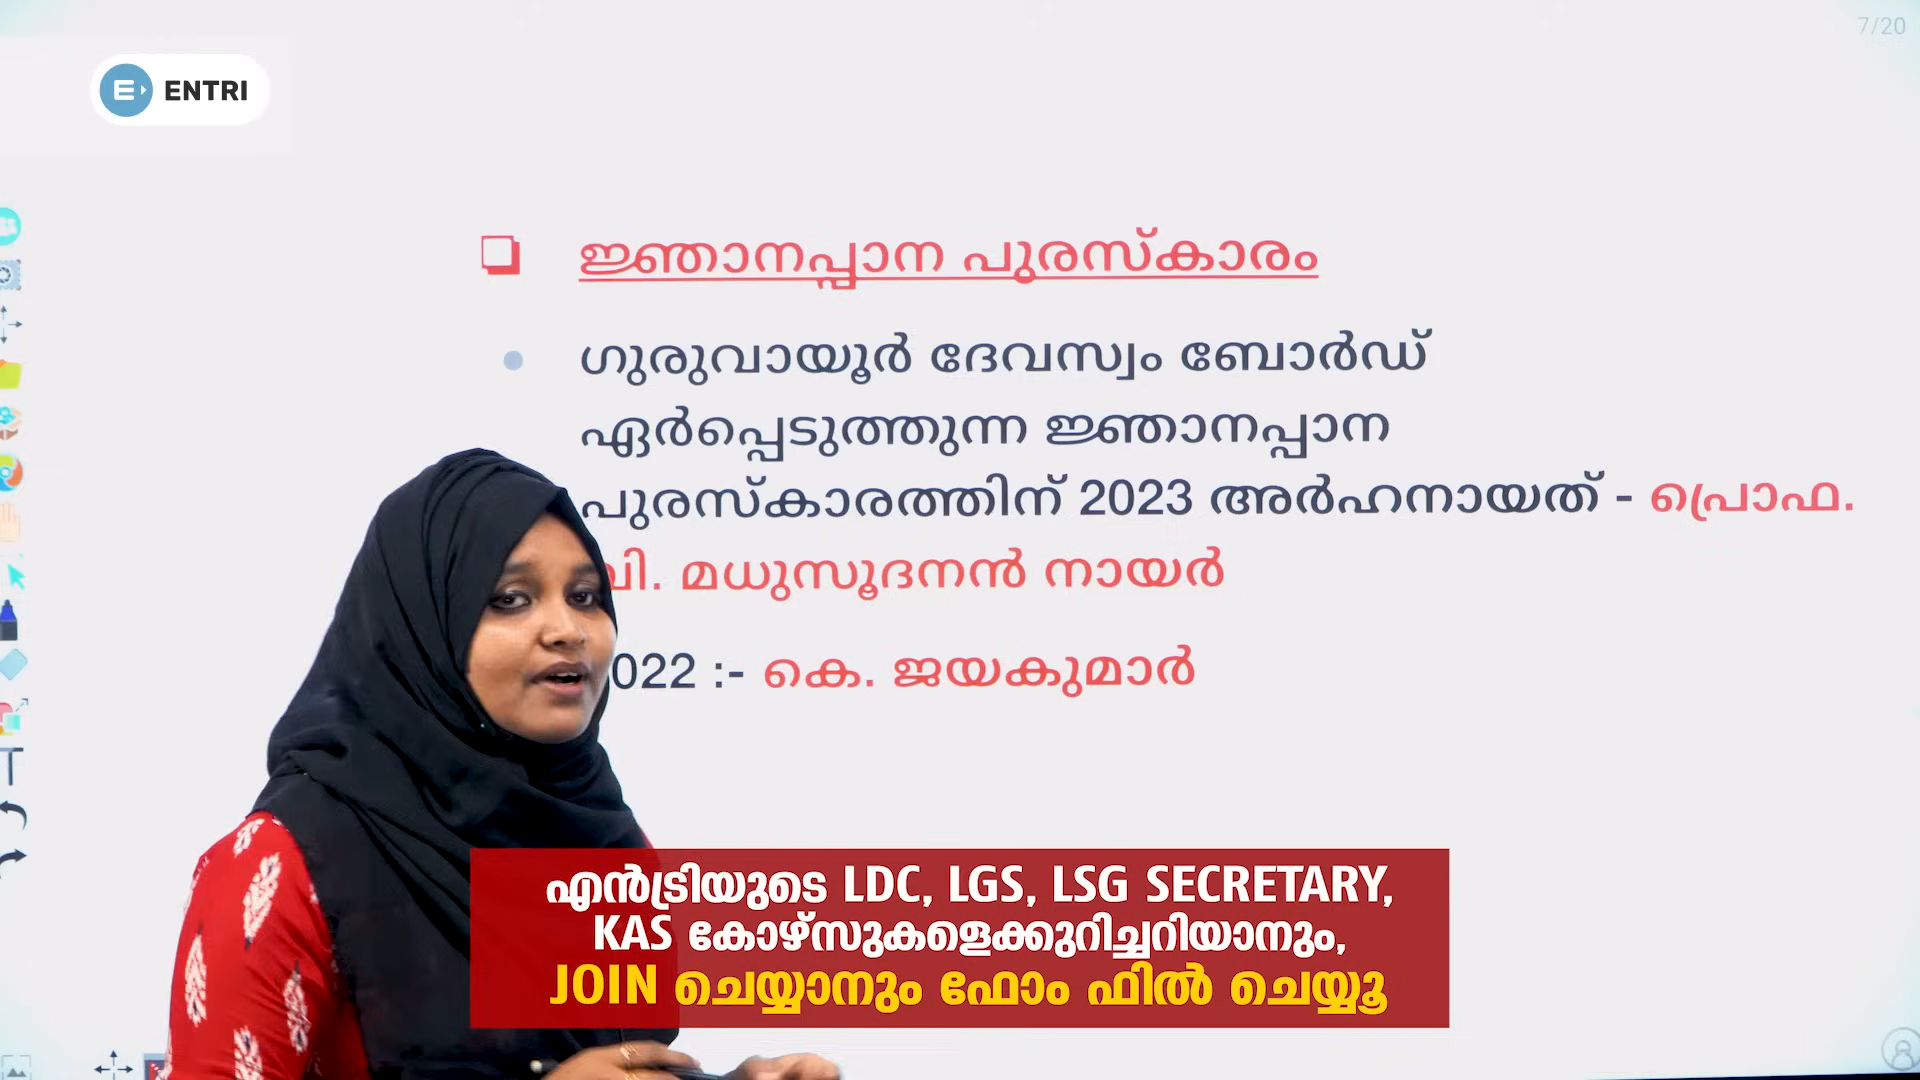 7/20
ENTRI
ജ്ഞാനപ്പാന പുരസ്കാരം
ഗുരുവായൂർ ദേവസ്വം ബോർഡ്
ഏർപ്പെടുത്തുന്ന ജ്ഞാനപ്പാന
പുരസ്കാരത്തിന് 2023 അർഹനായത് - പ്രൊഫ.
വി. മധുസൂദനൻ നായർ
022 :- കെ. ജയകുമാർ
എൻട്രിയുടെ LDC, LGS, LSG SECRETARY,
KAS കോഴ്സുകളെക്കുറിച്ചറിയാനും,
JOIN ചെയ്യാനും ഫോം ഫിൽ ചെയ്യൂ